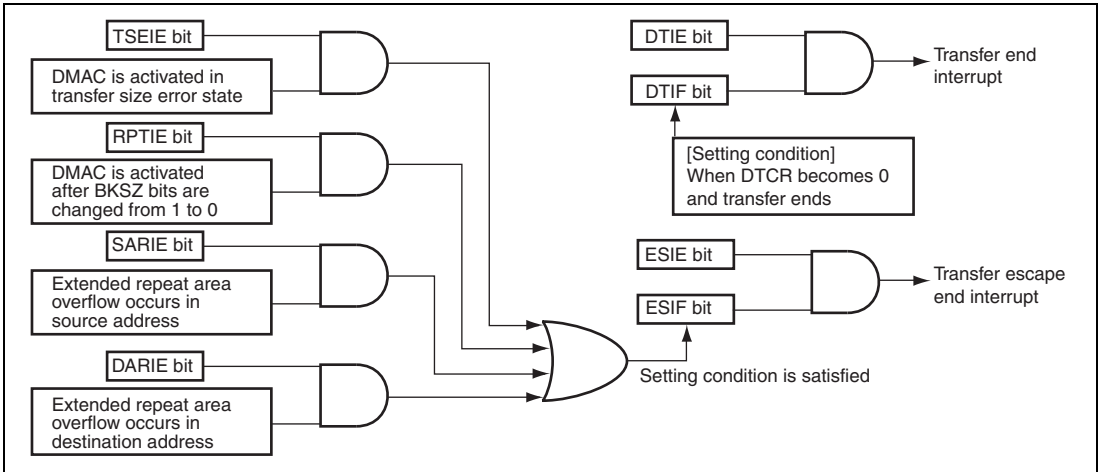 TSEIE bit
DMAC is activated in
transfer size error state
RPTIE bit
DMAC is activated
after BKSZ bits are
changed from 1 to 0
SARIE bit
Extended repeat area
overflow occurs in
source address
DARIE bit
Extended repeat area
overflow occurs in
destination address
DTIE bit
DTIF bit
Transfer end
interrupt
[Setting condition]
When DTCR becomes 0
and transfer ends
ESIE bit
ESIF bit
Transfer escape
end interrupt
Setting condition is satisfied